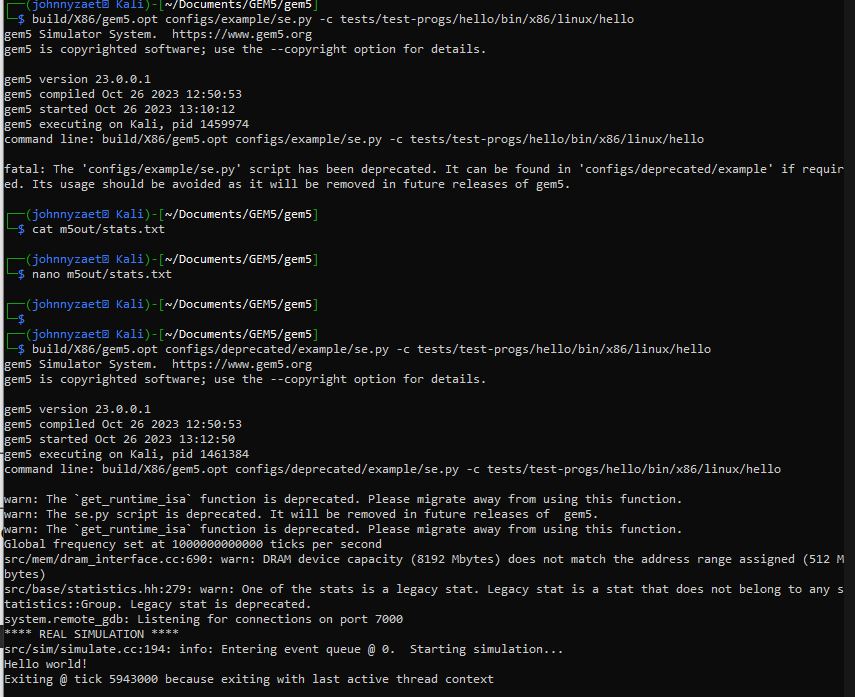 (johnnyzaet㉿ Kali)-[~/Documents/GEM5/gem5]
$ build/X86/gem5.opt configs/example/se.py -c tests/test-progs/hello/bin/x86/linux/hello
gem5 Simulator System.  https://www.gem5.org
gem5 is copyrighted software; use the --copyright option for details.
gem5 version 23.0.0.1
gem5 compiled Oct 26 2023 12:50:53
gem5 started Oct 26 2023 13:10:12
gem5 executing on Kali, pid 1459974
command line: build/X86/gem5.opt configs/example/se.py -c tests/test-progs/hello/bin/x86/linux/hello
fatal: The 'configs/example/se.py' script has been deprecated. It can be found in 'configs/deprecated/example' if requir
ed. Its usage should be avoided as it will be removed in future releases of gem5.
(johnnyzaet㉿ Kali)-[~/Documents/GEM5/gem5]
$ cat m5out/stats.txt
(johnnyzaet㉿ Kali)-[~/Documents/GEM5/gem5]
$ nano m5out/stats.txt
(johnnyzaet㉿ Kali)-[~/Documents/GEM5/gem5]
$
(johnnyzaet㉿ Kali)-[~/Documents/GEM5/gem5]
$ build/X86/gem5.opt configs/deprecated/example/se.py -c tests/test-progs/hello/bin/x86/linux/hello
gem5 Simulator System.  https://www.gem5.org
gem5 is copyrighted software; use the --copyright option for details.
gem5 version 23.0.0.1
gem5 compiled Oct 26 2023 12:50:53
gem5 started Oct 26 2023 13:12:50
gem5 executing on Kali, pid 1461384
command line: build/X86/gem5.opt configs/deprecated/example/se.py -c tests/test-progs/hello/bin/x86/linux/hello
warn: The `get_runtime_isa` function is deprecated. Please migrate away from using this function.
warn: The se.py script is deprecated. It will be removed in future releases of  gem5.
warn: The `get_runtime_isa` function is deprecated. Please migrate away from using this function.
Global frequency set at 1000000000000 ticks per second
src/mem/dram_interface.cc:690: warn: DRAM device capacity (8192 Mbytes) does not match the address range assigned (512 M
bytes)
src/base/statistics.hh:279: warn: One of the stats is a legacy stat. Legacy stat is a stat that does not belong to any s
tatistics::Group. Legacy stat is deprecated.
system.remote_gdb: Listening for connections on port 7000
**** REAL SIMULATION ****
src/sim/simulate.cc:194: info: Entering event queue @ 0.  Starting simulation...
Hello world!
Exiting @ tick 5943000 because exiting with last active thread context